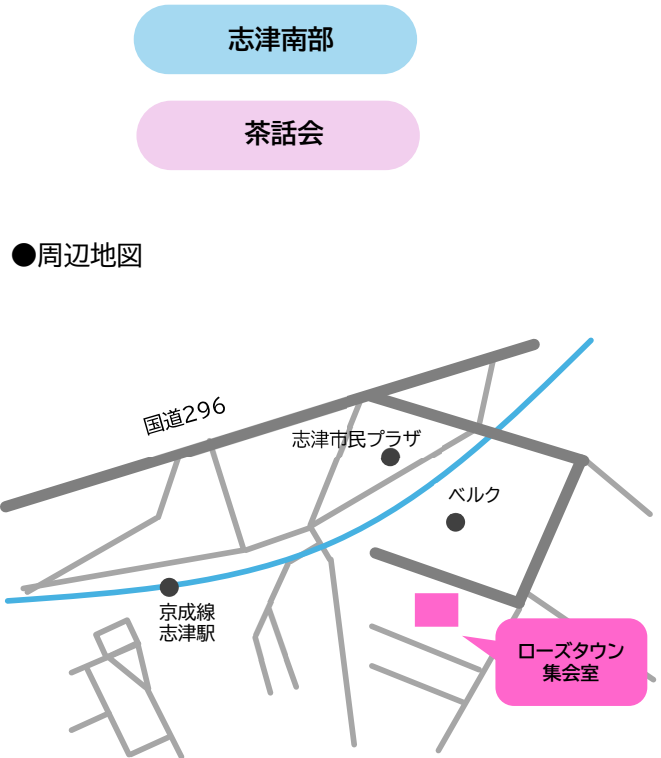 志津南部
茶話会
●周辺地図
国道296
志津市民プラザ
ベルク
京成線
志津駅
ローズタウン
集会室